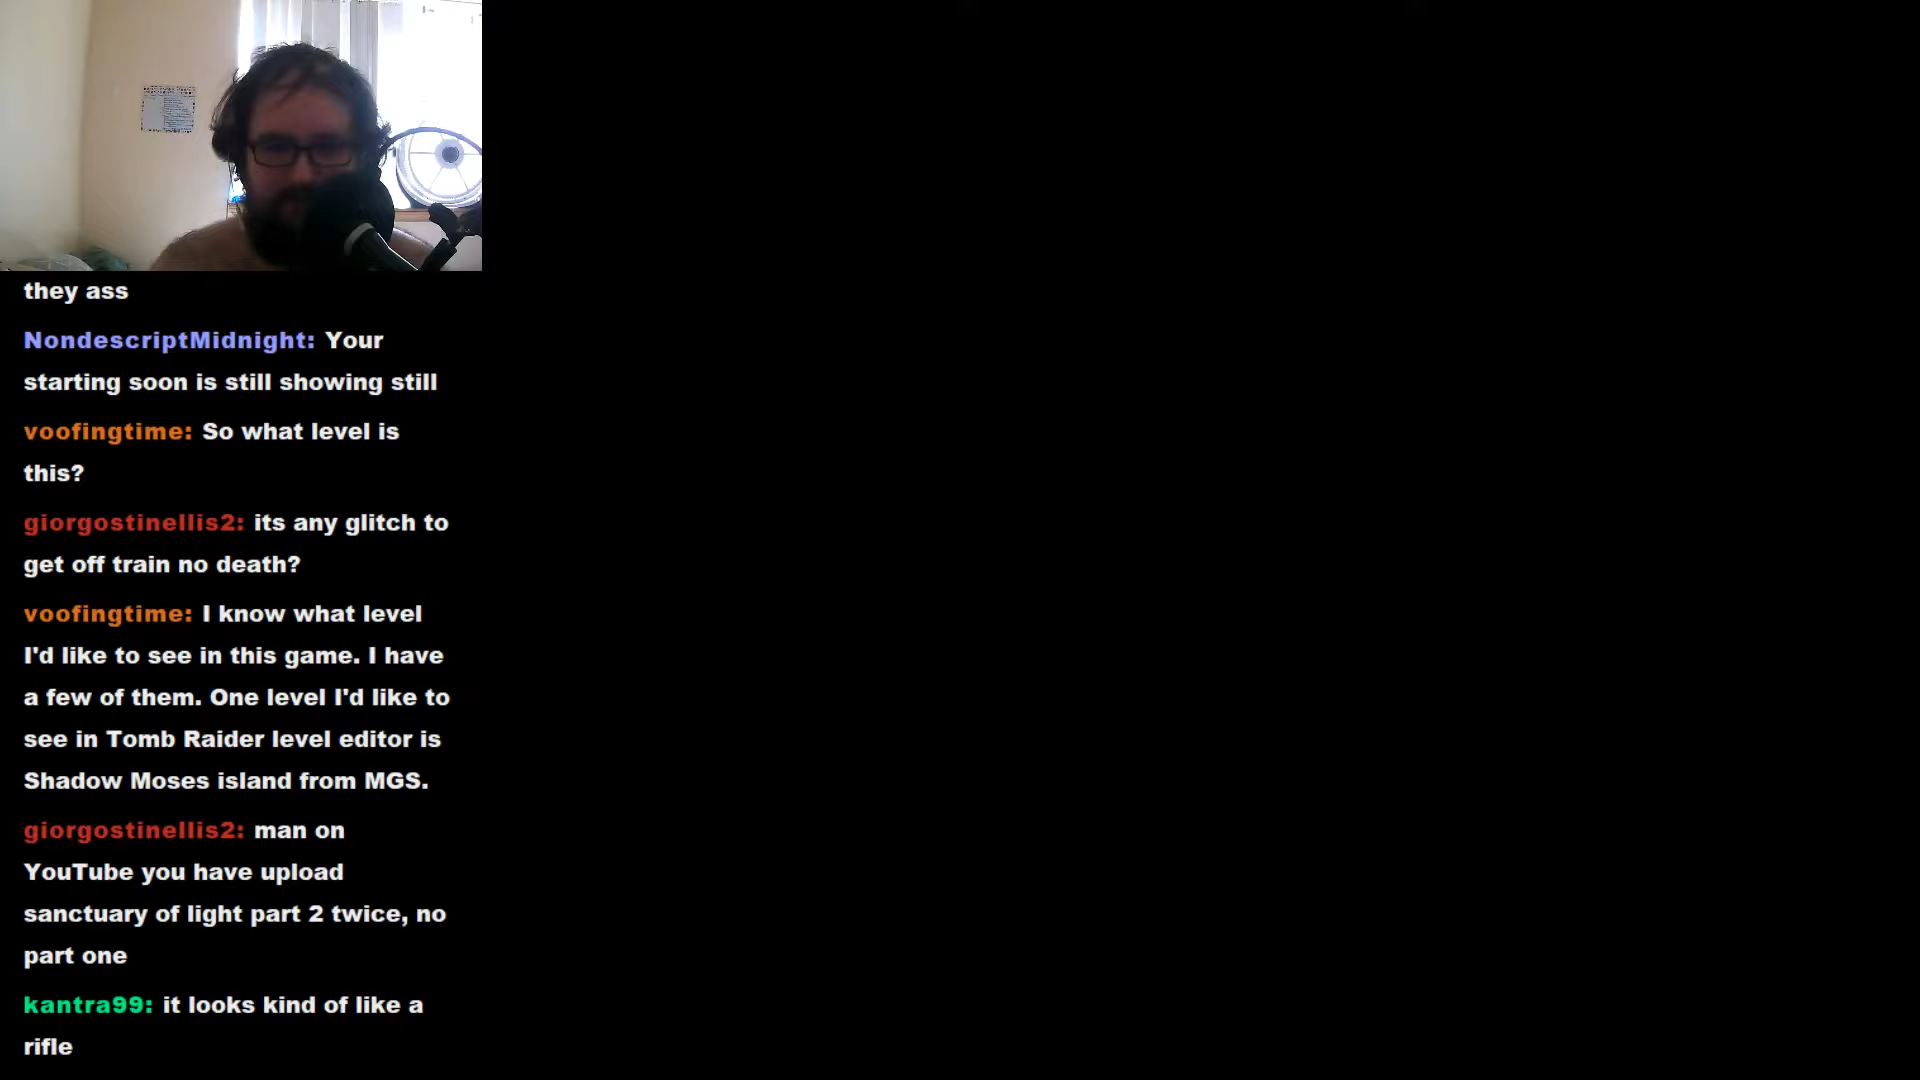 they ass
NondescriptMidnight: Your
starting soon is still showing still
voofingtime: So what level is
this?
giorgostinellis2: its any glitch to
get off train no death?
voofingtime: I know what level
I'd like to see in this game. I have
a few of them. One level I'd like to
see in Tomb Raider level editor is
Shadow Moses island from MGS.
giorgostinellis2: man on
YouTube you have upload
sanctuary of light part 2 twice, no
part one
kantra99: it looks kind of like a
rifle